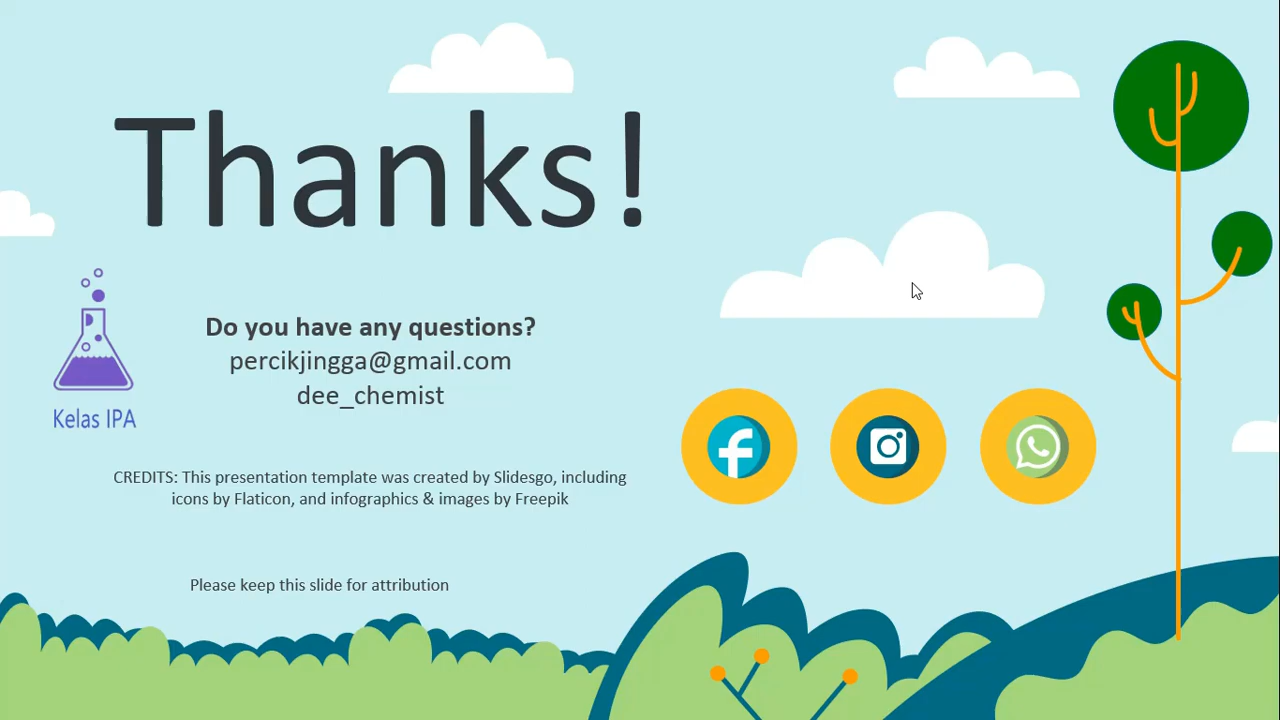 Thanks!
Do you have any questions?
percikjingga@gmail.com
dee_chemist
Kelas IPA
CREDITS: This presentation template was created by Slidesgo, including
icons by Flaticon, and infographics & images by Freepik
Please keep this slide for attribution